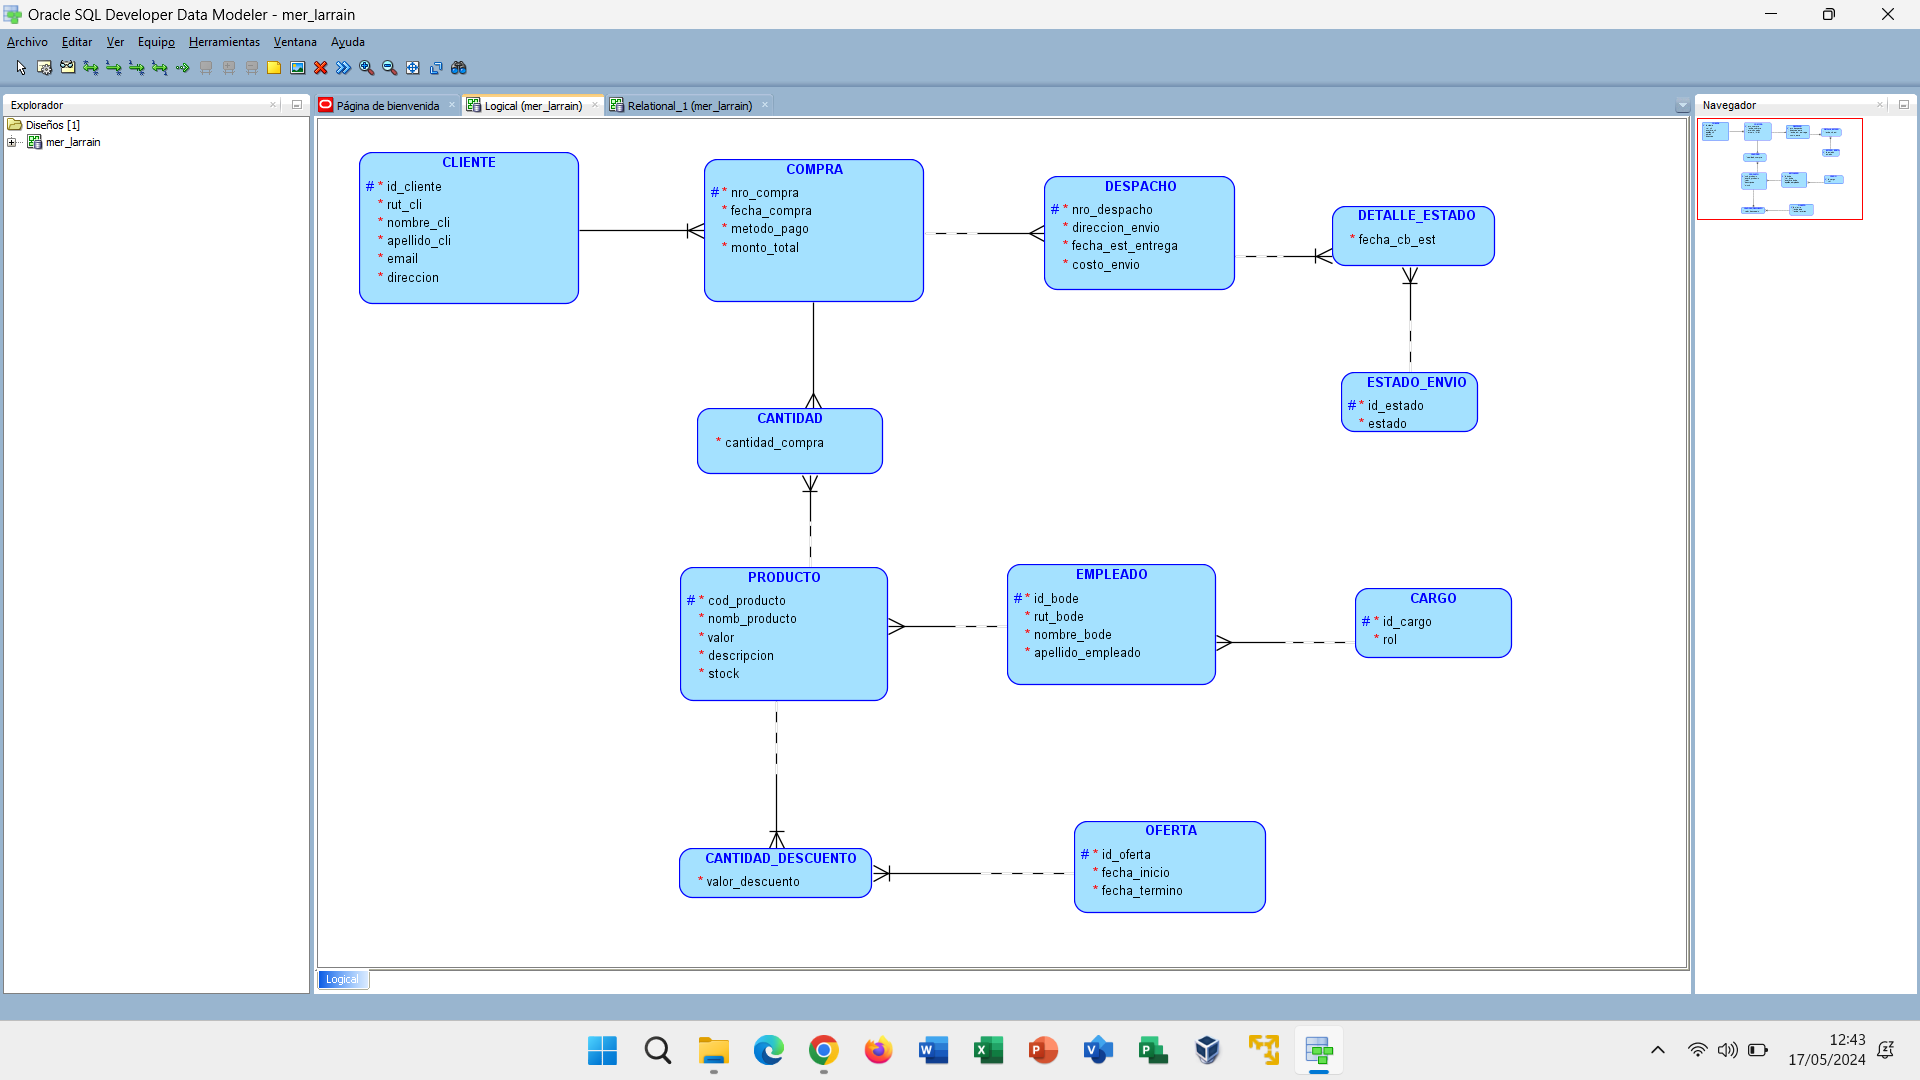 Oracle SQL Developer Data Modeler - mer_larrain
Archivo Editar Ver Equipo Herramientas Ventana Ayuda
Explorador
Diseños [1]
mer_larrain
Página de bienvenida
Logical (mer_larrain)
Relational_1 (mer_larrain)
Navegador
CLIENTE
# * id_cliente
* rut_cli
* nombre_cli
* apellido_cli
* email
* direccion
COMPRA
# * nro_compra
* fecha_compra
* metodo_pago
* monto_total
DESPACHO
# * nro_despacho
* direccion_envio
* fecha_est_entrega
* costo_envio
DETALLE_ESTADO
* fecha_cb_est
ESTADO_ENVIO
# * id_estado
* estado
CANTIDAD
* cantidad_compra
PRODUCTO
# * cod_producto
* nomb_producto
* valor
* descripcion
* stock
EMPLEADO
# * id_bode
* rut_bode
* nombre_bode
* apellido_empleado
CARGO
# * id_cargo
* rol
CANTIDAD_DESCUENTO
* valor_descuento
OFERTA
# * id_oferta
* fecha_inicio
* fecha_termino
Logical
12:43
17/05/2024